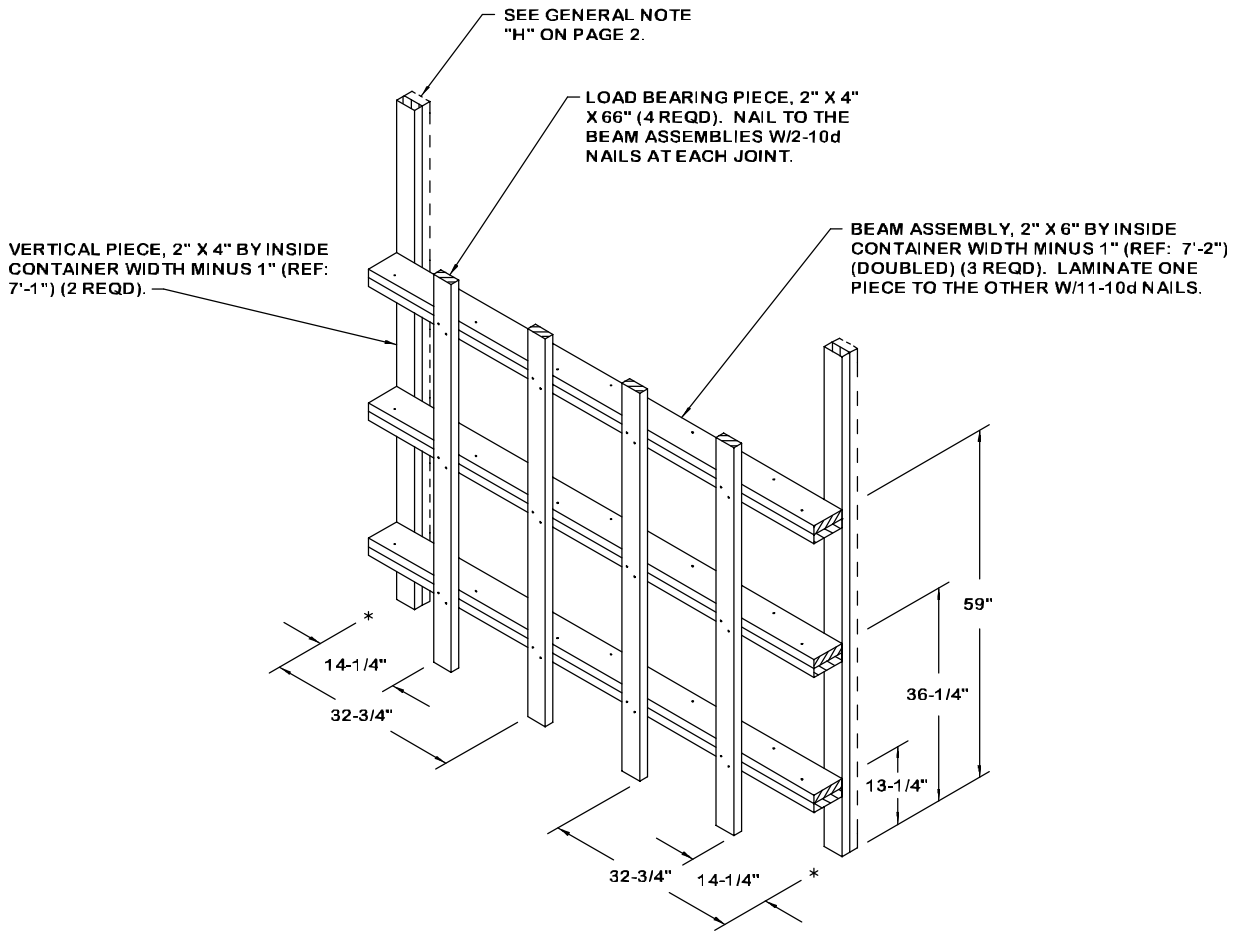 SEE GENERAL NOTE
"H" ON PAGE 2.
LOAD BEARING PIECE, 2" X 4"
X 66" (4 REQD). NAIL TO THE
BEAM ASSEMBLIES W/2-10d
NAILS AT EACH JOINT.
BEAM ASSEMBLY, 2" X 6" BY INSIDE
CONTAINER WIDTH MINUS 1" (REF: 7'-2")
(DOUBLED) (3 REQD). LAMINATE ONE
PIECE TO THE OTHER W/11-10d NAILS.
VERTICAL PIECE, 2" X 4" BY INSIDE
CONTAINER WIDTH MINUS 1" (REF:
7'-1") (2 REQD).
*
14-1/4"
32-3/4"
59"
36-1/4"
13-1/4"
32-3/4"
14-1/4"
*